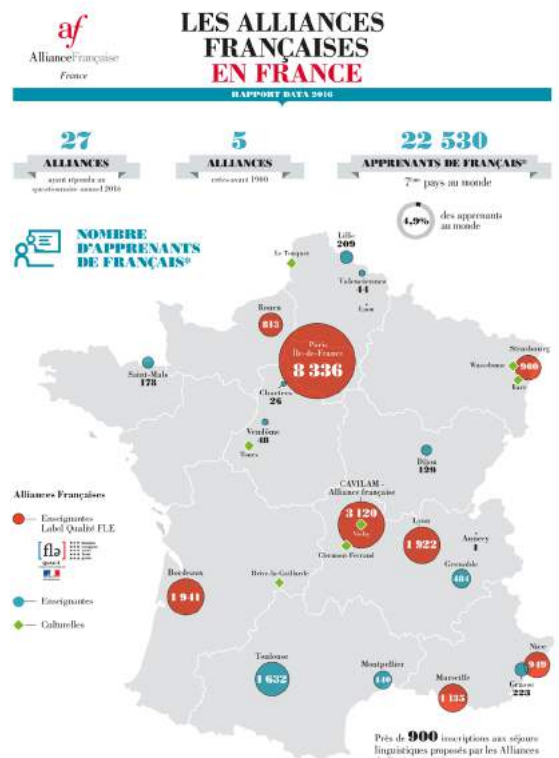 af
AllianceFrançaise
France
LES ALLIANCES
FRANÇAISES
EN FRANCE
RAPPORT DATA 2016
27
ALLIANCES
ayant répondu au
questionnaire annuel 2016
5
ALLIANCES
créées avant 1900
22 530
APPRENANTS DE FRANÇAIS*
7ème pays au monde
4,9%
des apprenants
au monde
NOMBRE
D'APPRENANTS
DE FRANÇAIS*
Lille
209
Le Touquet
Valenciennes
44
Laon
Rouen
Paris
Île-de-France
8 336
Strasbourg
960
Wasselonne
Barr
Saint-Malo
178
Chartres
26
Vendôme
48
Tours
Dijon
129
CAVILAM -
Alliance française
3 120
Vichy
Clermont-Ferrand
Lyon
1 922
Annecy
Grenoble
484
Bordeaux
1 941
Brive-la-Gaillarde
Toulouse
1 632
Montpellier
Marseille
1 135
Nice
949
Grasse
223
Alliances Françaises
Enseignantes
Label Qualité FLE
[fle
Enseignantes
Culturelles
Près de 900 inscriptions aux séjours
linguistiques proposés par les Alliances